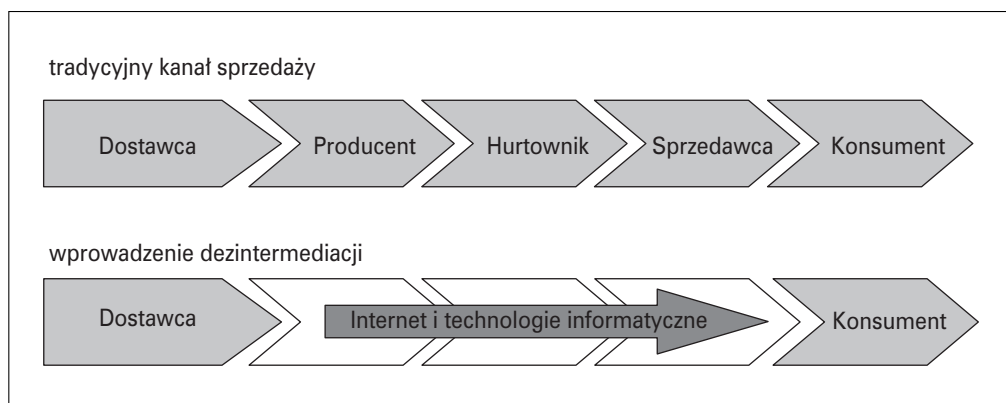 tradycyjny kanał sprzedaży
Dostawca Producent Hurtownik Sprzedawca Konsument
wprowadzenie dezintermediacji
Dostawca Internet i technologie informatyczne Konsument